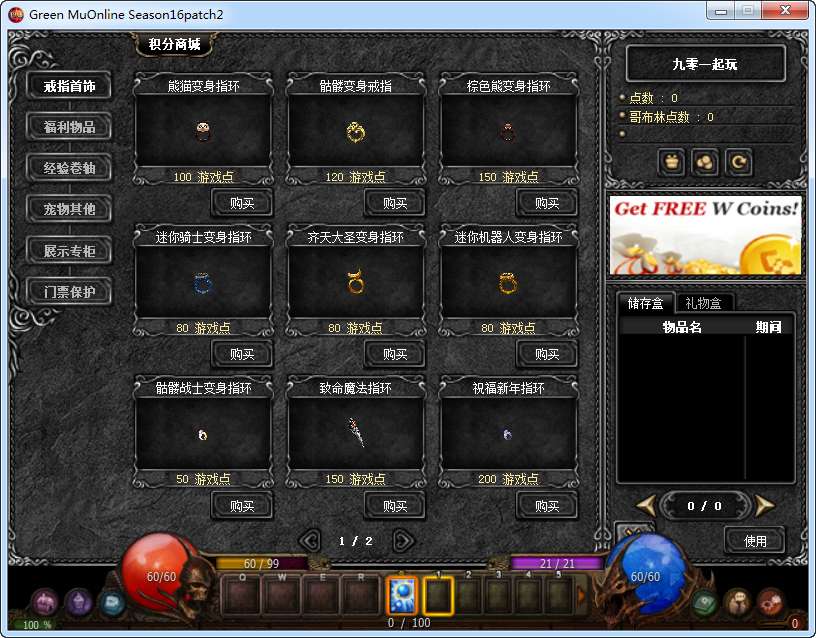 Green MuOnline Season16patch2
积分商城
戒指首饰
福利物品
经验卷轴
宠物其他
展示专柜
门票保护
熊猫变身指环
100 游戏点
购买
骷髅变身戒指
120 游戏点
购买
棕色熊变身指环
150 游戏点
购买
迷你骑士变身指环
80 游戏点
购买
齐天大圣变身指环
80 游戏点
购买
迷你机器人变身指环
80 游戏点
购买
骷髅战士变身指环
50 游戏点
购买
致命魔法指环
150 游戏点
购买
祝福新年指环
200 游戏点
购买
1 / 2
九零一起玩
点数 : 0
哥布林点数 : 0
Get FREE W Coins!
储存盒 礼物盒
物品名 期间
0 / 0
使用
60/60
60 / 99
21 / 21
60/60
Q W E R 1 2 3 4 5
0 / 100
100 %
0